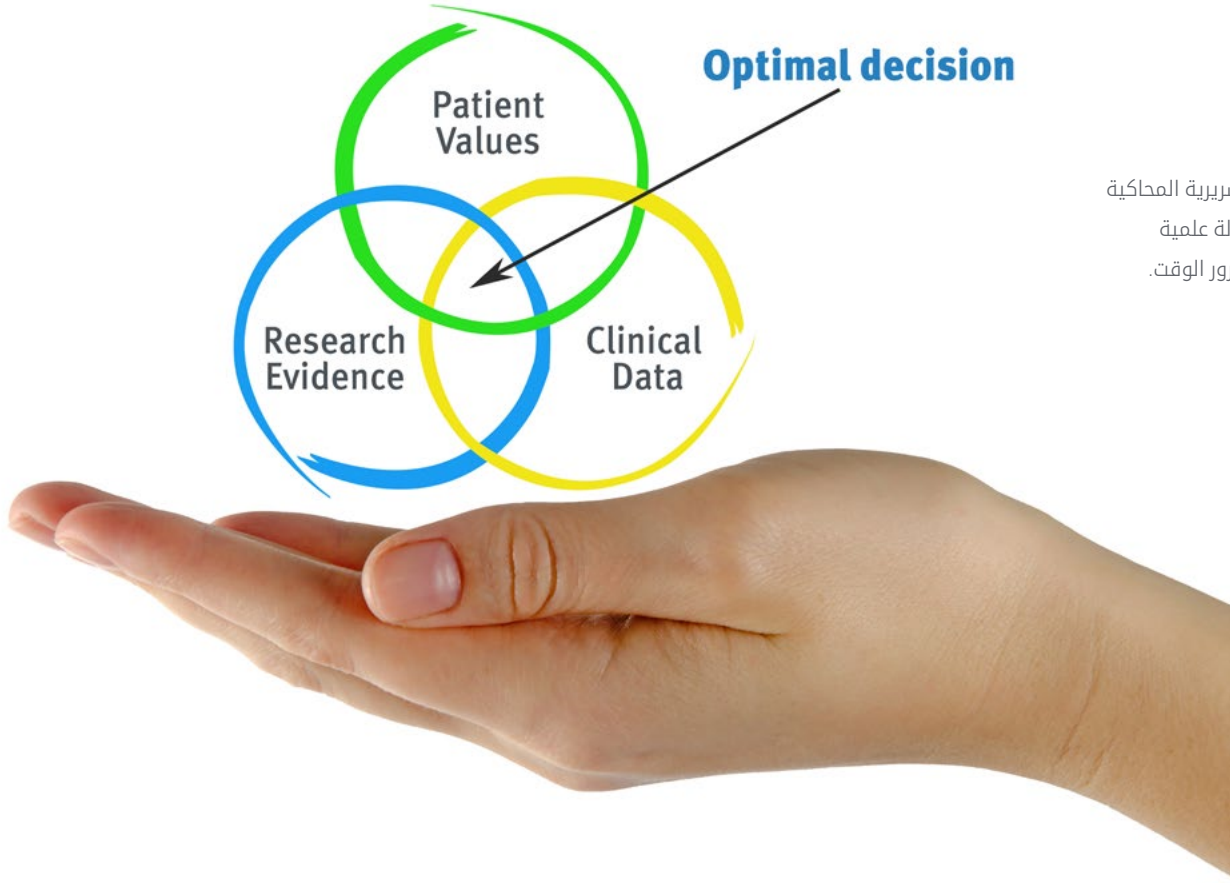 Optimal decision
Patient
Values
Research
Evidence
Clinical
Data
المحاكية
علمية
الوقت.